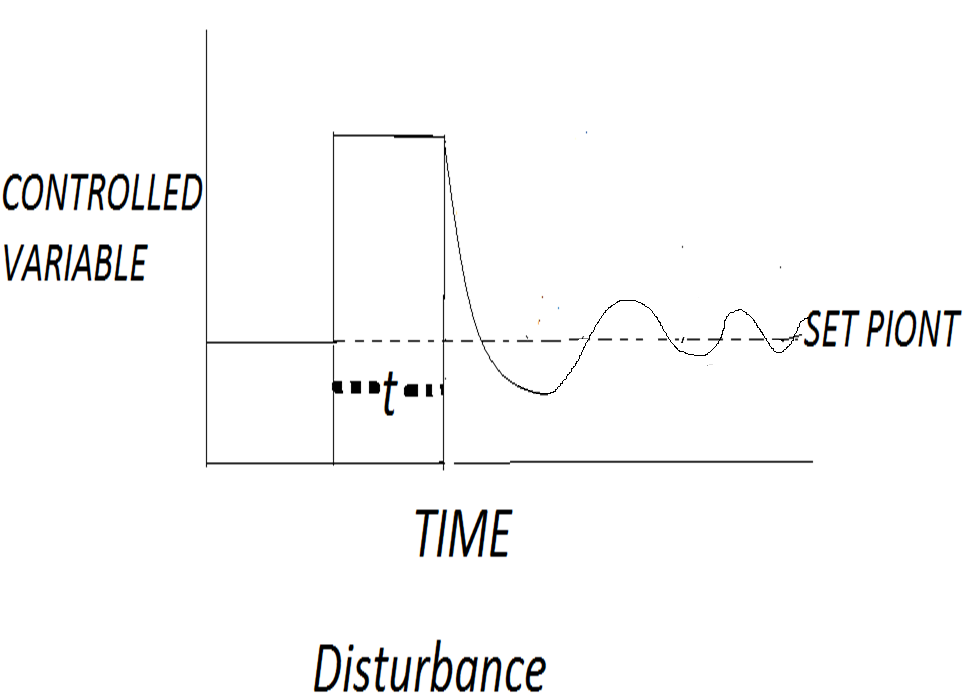 CONTROLLED
VARIABLE
SET PIONT
t
TIME
Disturbance